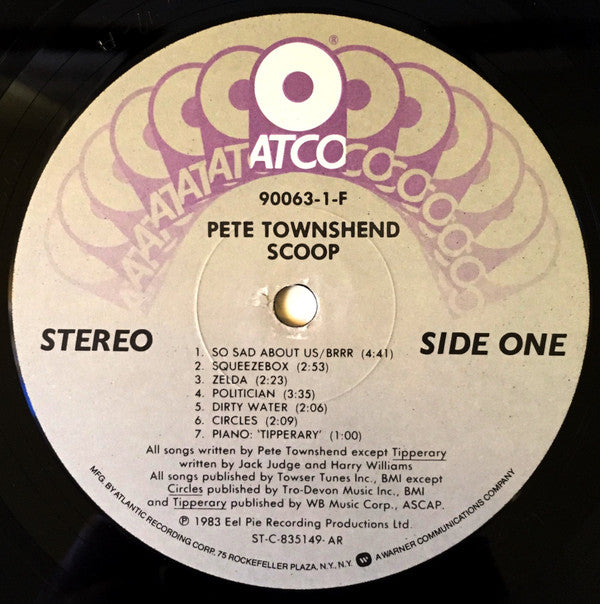 ®
ATCO
90063-1-F
PETE TOWNSHEND
SCOOP
STEREO
SIDE ONE
1. SO SAD ABOUT US/BRRR (4:41)
2. SQUEEZEBOX (2:53)
3. ZELDA (2:23)
4. POLITICIAN (3:35)
5. DIRTY WATER (2:06)
6. CIRCLES (2:09)
7. PIANO: 'TIPPERARY' (1:00)
All songs written by Pete Townshend except Tipperary
written by Jack Judge and Harry Williams
All songs published by Towser Tunes Inc., BMI except
Circles published by Tro-Devon Music Inc., BMI
and Tipperary published by WB Music Corp., ASCAP.
℗ 1983 Eel Pie Recording Productions Ltd.
ST-C-835149-AR
MFG. BY ATLANTIC RECORDING CORP. 75 ROCKEFELLER PLAZA, N.Y., N.Y. A WARNER COMMUNICATIONS COMPANY